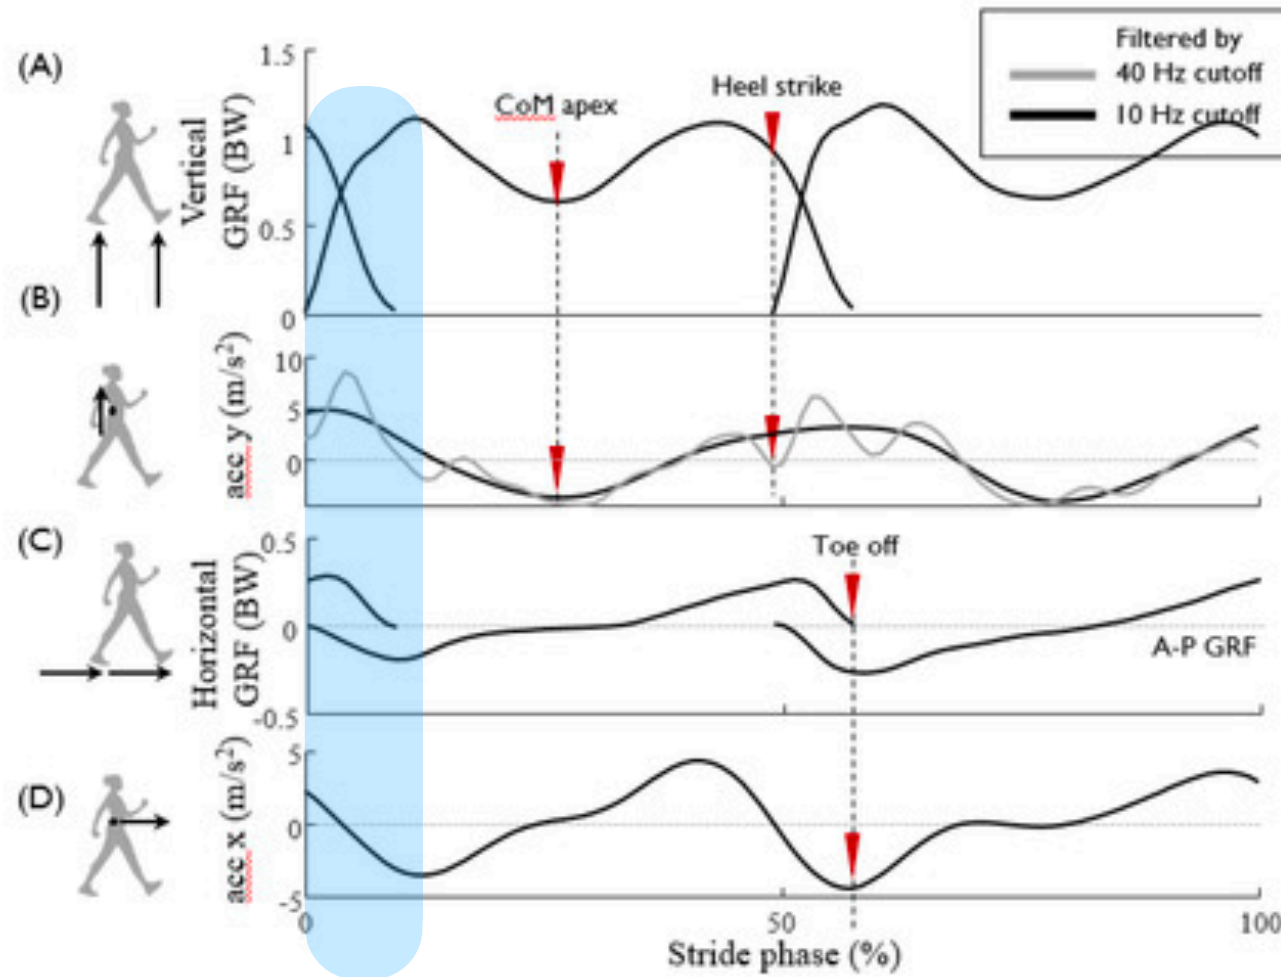 Filtered by
40 Hz cutoff
10 Hz cutoff
(A)
Vertical
GRF (BW)
1.5
1
0.5
0
CoM apex
Heel strike
(B)
acc y (m/s²)
10
5
0
(C)
Horizontal
GRF (BW)
0.5
0
-0.5
Toe off
A-P GRF
(D)
acc x (m/s²)
5
0
-5
0
50
100
Stride phase (%)